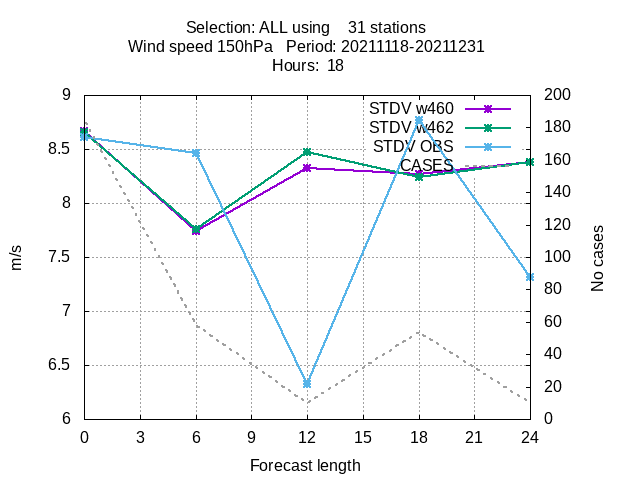 Selection: ALL using    31 stations
Wind speed 150hPa   Period: 20211118-20211231
Hours:  18
STDV w460
STDV w462
STDV OBS
CASES
9
8.5
8
7.5
7
6.5
6
200
180
160
140
120
100
80
60
40
20
0
m/s
No cases
0 3 6 9 12 15 18 21 24
Forecast length